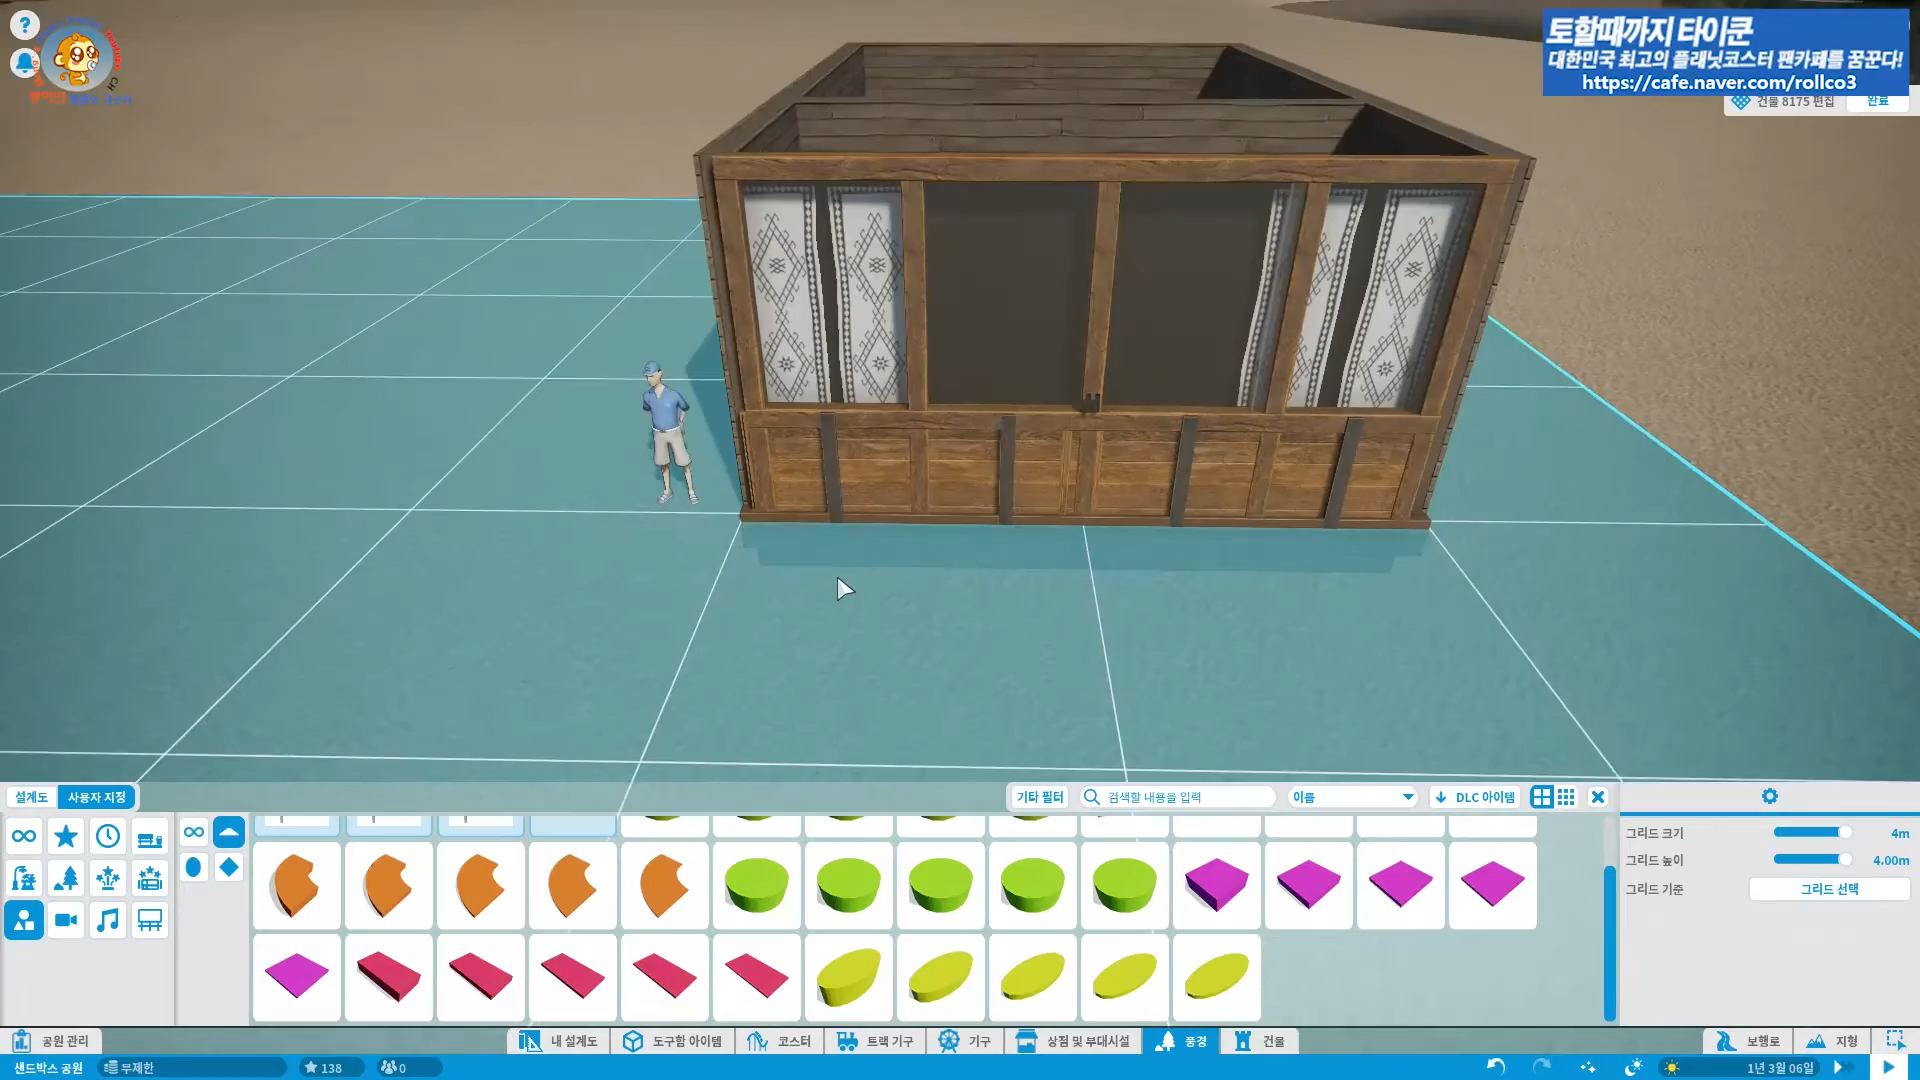 ?
토할때까지 타이쿤
대한민국 최고의 플래닛코스터 팬카페를 꿈꾼다!
https://cafe.naver.com/rollco3
건물 8175 편집
완료
설계도
사용자 지정
기타 필터
검색할 내용을 입력
이름
DLC 아이템
그리드 크기
4m
그리드 높이
4.00m
그리드 기준
그리드 선택
공원 관리
내 설계도
도구함 아이템
코스터
트랙 기구
기구
상점 및 부대시설
풍경
건물
보행로
지형
샌드박스 공원
무제한
138
0
1년 3월 06일